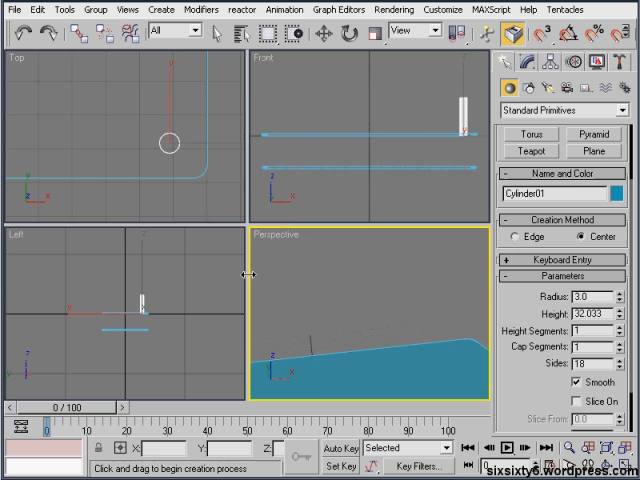 File Edit Tools Group Views Create Modifiers reactor Animation Graph Editors Rendering Customize MAXScript Help Tentacles
All View
Top
y
y
z x
Front
z
y
z
x
Left
z
y x
z
y
Perspective
z
x
Standard Primitives
Torus Pyramid
Teapot Plane
- Name and Color
Cylinder01
- Creation Method
Edge Center
+ Keyboard Entry
- Parameters
Radius: 3.0
Height: 32.033
Height Segments: 1
Cap Segments: 1
Sides: 18
Smooth
Slice On
Slice From: 0.0
< 0 / 100 >
0 10 20 30 40 50 60 70 80 90 100
X: Y: Z:
Click and drag to begin creation process
Auto Key Selected
Set Key Key Filters...
0
sixsixty6.wordpress.com